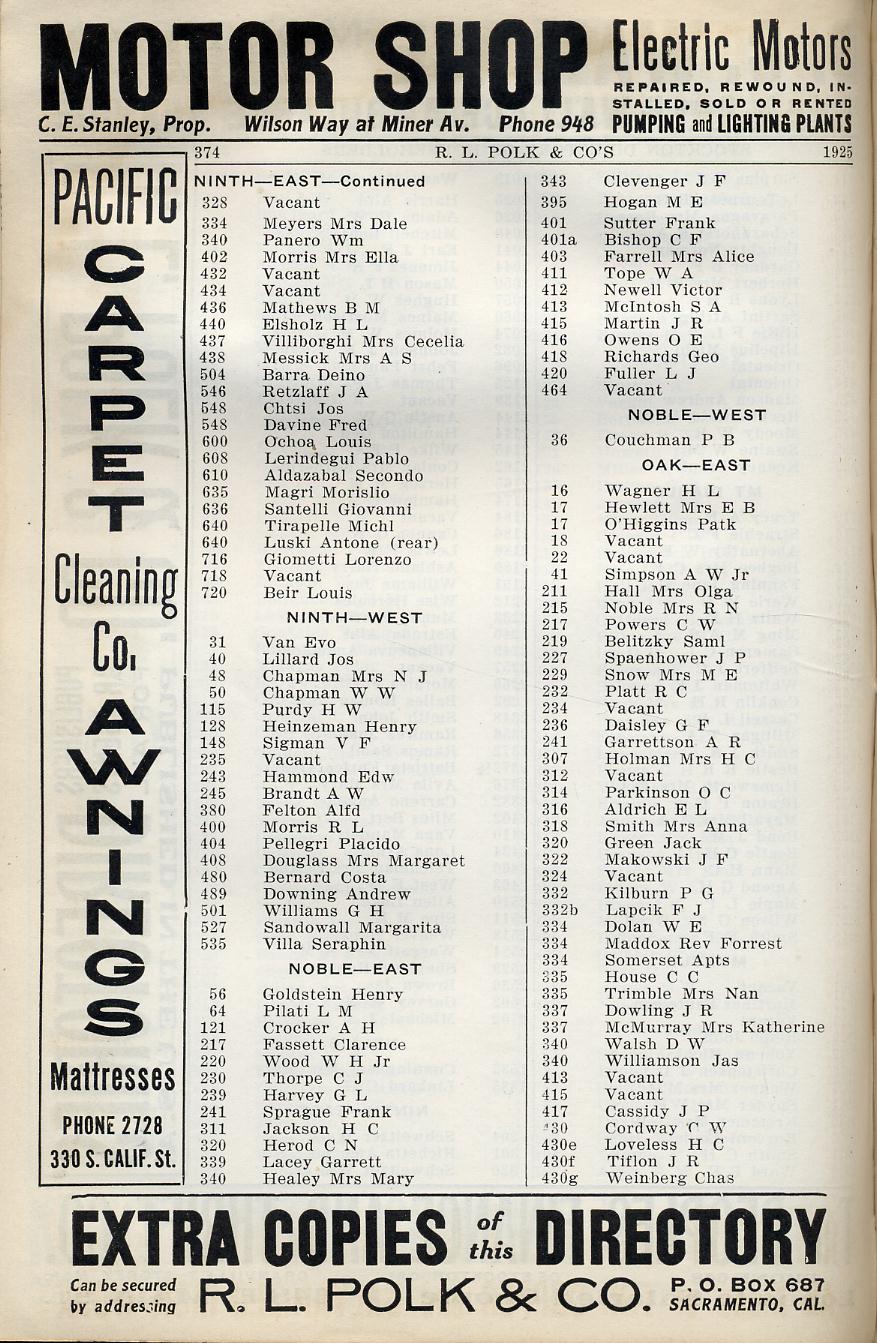 MOTOR SHOP
Electric Motors
REPAIRED, REWOUND, IN-
STALLED, SOLD OR RENTED
PUMPING and LIGHTING PLANTS
C. E. Stanley, Prop. Wilson Way at Miner Av. Phone 948
PACIFIC
CARPET
Cleaning
Co.
AWNINGS
Mattresses
PHONE 2728
330 S. CALIF. St.
374 R. L. POLK & CO'S 1925
NINTH—EAST—Continued
328 Vacant
334 Meyers Mrs Dale
340 Panero Wm
402 Morris Mrs Ella
432 Vacant
434 Vacant
436 Mathews B M
440 Elsholz H L
437 Villiborghi Mrs Cecelia
438 Messick Mrs A S
504 Barra Deino
546 Retzlaff J A
548 Chtsi Jos
548 Davine Fred
600 Ochoa Louis
608 Lerindegui Pablo
610 Aldazabal Secondo
635 Magri Morislio
636 Santelli Giovanni
640 Tirapelle Michl
640 Luski Antone (rear)
716 Giometti Lorenzo
718 Vacant
720 Beir Louis
NINTH—WEST
31 Van Evo
40 Lillard Jos
48 Chapman Mrs N J
50 Chapman W W
115 Purdy H W
128 Heinzeman Henry
148 Sigman V F
235 Vacant
243 Hammond Edw
245 Brandt A W
380 Felton Alfd
400 Morris R L
404 Pellegri Placido
408 Douglass Mrs Margaret
480 Bernard Costa
489 Downing Andrew
501 Williams G H
527 Sandowall Margarita
535 Villa Seraphin
NOBLE—EAST
56 Goldstein Henry
64 Pilati L M
121 Crocker A H
217 Fassett Clarence
220 Wood W H Jr
230 Thorpe C J
239 Harvey G L
241 Sprague Frank
311 Jackson H C
320 Herod C N
339 Lacey Garrett
340 Healey Mrs Mary
343 Clevenger J F
395 Hogan M E
401 Sutter Frank
401a Bishop C F
403 Farrell Mrs Alice
411 Tope W A
412 Newell Victor
413 McIntosh S A
415 Martin J R
416 Owens O E
418 Richards Geo
420 Fuller L J
464 Vacant
NOBLE—WEST
36 Couchman P B
OAK—EAST
16 Wagner H L
17 Hewlett Mrs E B
17 O'Higgins Patk
18 Vacant
22 Vacant
41 Simpson A W Jr
211 Hall Mrs Olga
215 Noble Mrs R N
217 Powers C W
219 Belitzky Saml
227 Spaenhower J P
229 Snow Mrs M E
232 Platt R C
234 Vacant
236 Daisley G F
241 Garrettson A R
307 Holman Mrs H C
312 Vacant
314 Parkinson O C
316 Aldrich E L
318 Smith Mrs Anna
320 Green Jack
322 Makowski J F
324 Vacant
332 Kilburn P G
332b Lapcik F J
334 Dolan W E
334 Maddox Rev Forrest
334 Somerset Apts
335 House C C
335 Trimble Mrs Nan
337 Dowling J R
337 McMurray Mrs Katherine
340 Walsh D W
340 Williamson Jas
413 Vacant
415 Vacant
417 Cassidy J P
Cordway C W
430e Loveless H C
430f Tiflon J R
430g Weinberg Chas
EXTRA COPIES of this DIRECTORY
Can be secured
by addressing
R. L. POLK & CO.
P. O. BOX 687
SACRAMENTO, CAL.